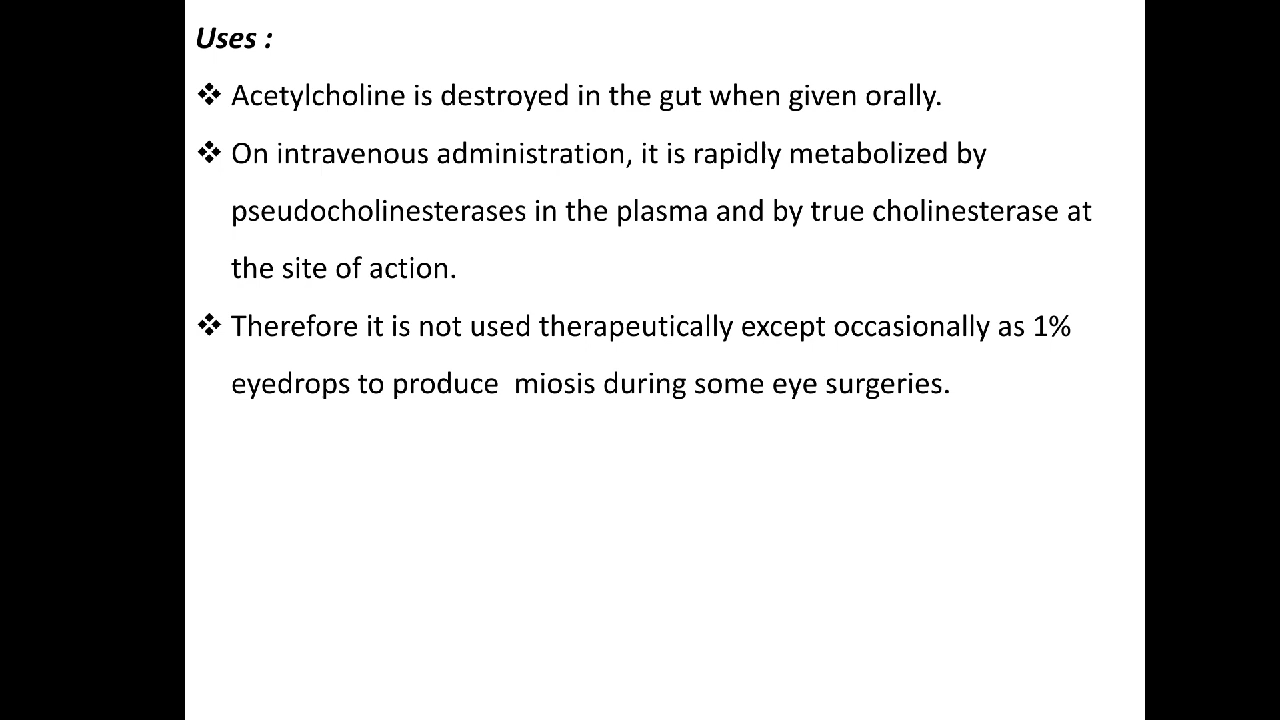 Uses :
❖ Acetylcholine is destroyed in the gut when given orally.
❖ On intravenous administration, it is rapidly metabolized by
pseudocholinesterases in the plasma and by true cholinesterase at
the site of action.
❖ Therefore it is not used therapeutically except occasionally as 1%
eyedrops to produce  miosis during some eye surgeries.